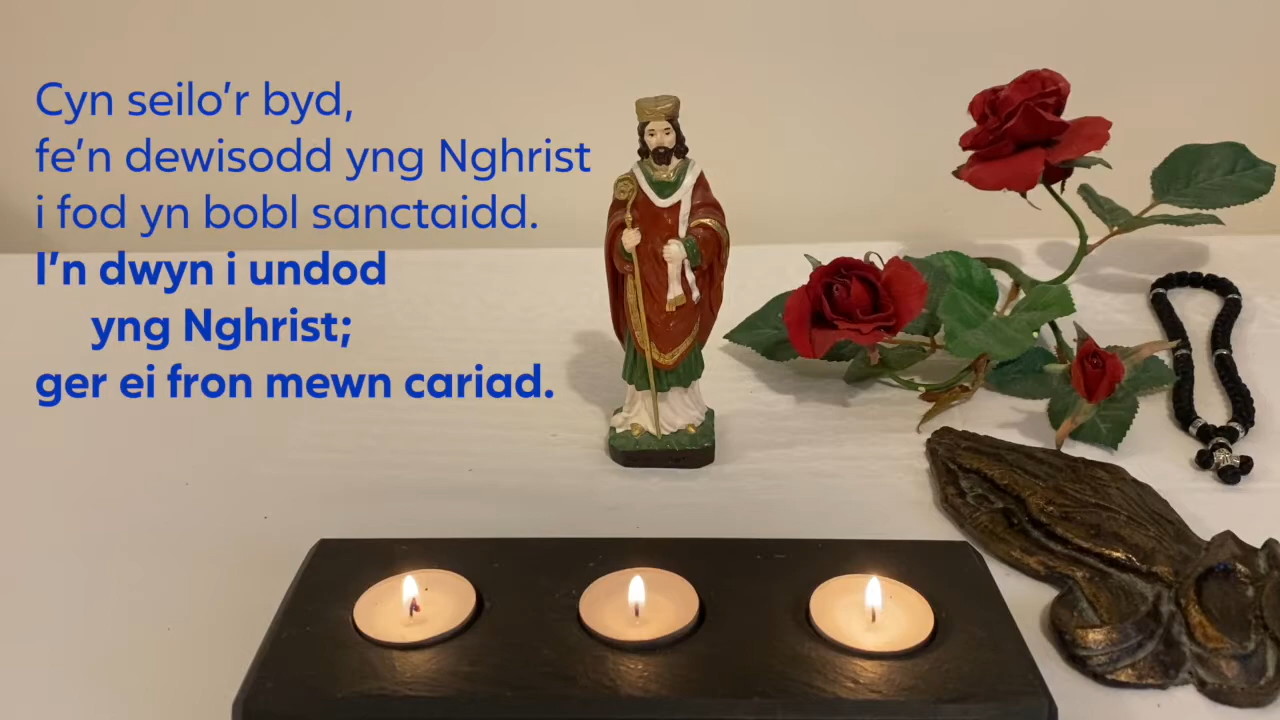 Cyn seilo’r byd,
fe’n dewisodd yng Nghrist
i fod yn bobl sanctaidd.
I’n dwyn i undod
yng Nghrist;
ger ei fron mewn cariad.